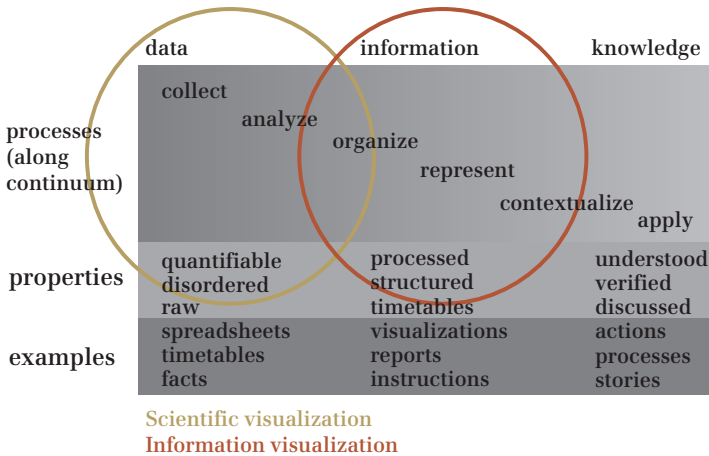 data information knowledge
collect
analyze
organize
represent
contextualize
apply
processes
(along
continuum)
properties
quantifiable processed understood
disordered structured verified
raw timetables discussed
examples
spreadsheets visualizations actions
timetables reports processes
facts instructions stories
Scientific visualization
Information visualization